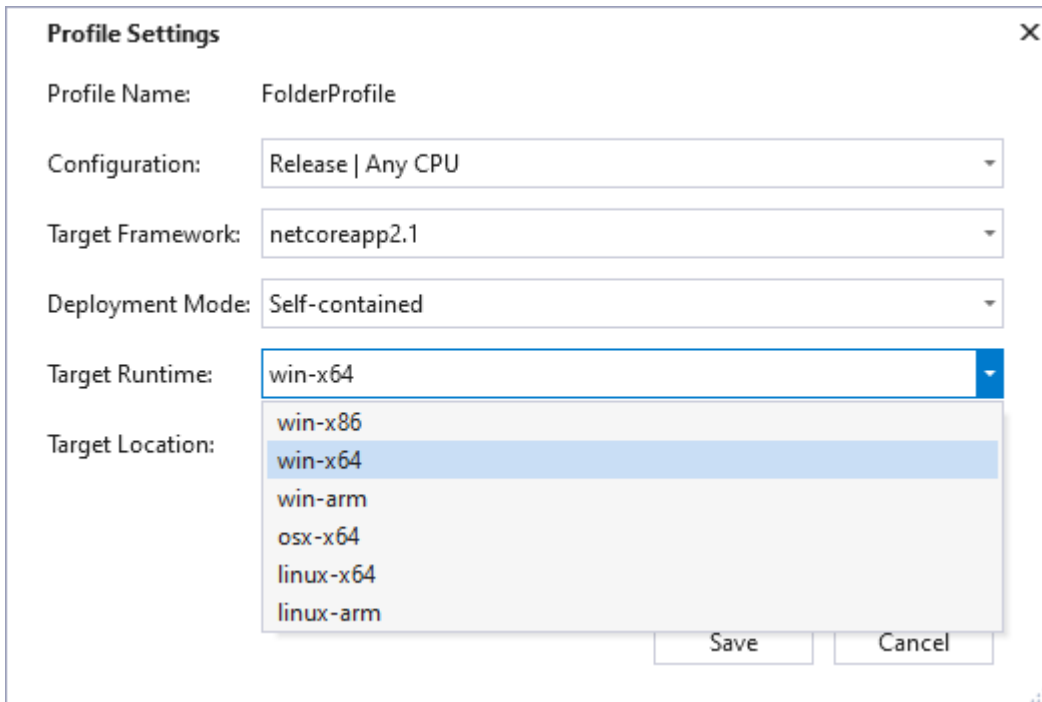 Profile Settings
Profile Name: FolderProfile
Configuration: Release | Any CPU
Target Framework: netcoreapp2.1
Deployment Mode: Self-contained
Target Runtime: win-x64
win-x86
Target Location:
win-x64
win-arm
osx-x64
linux-x64
linux-arm
Save Cancel